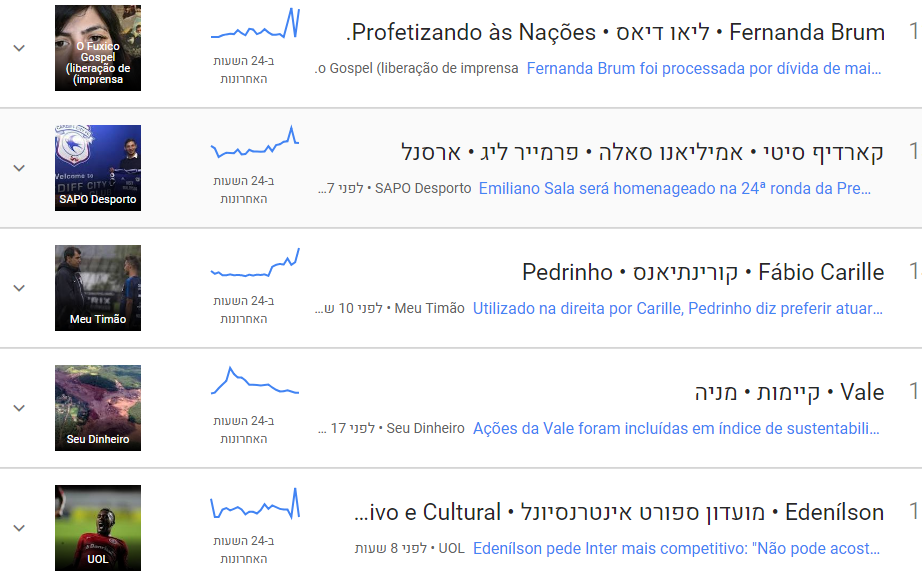 Fernanda Brum • ליאו דיאס • Profetizando às Nações.
1
Fernanda Brum foi processada por dívida de mai…
o Gospel (liberação de imprensa.
ב-24 השעות
האחרונות
O Fuxico
Gospel
(liberação de
imprensa)
קארדיף סיטי • אמיליאנו סאלה • פרמייר ליג • ארסנל
1
Emiliano Sala será homenageado na 24ª ronda da Pre…
SAPO Desporto • לפני 7…
ב-24 השעות
האחרונות
SAPO Desporto
Fábio Carille • קורינתיאנס • Pedrinho
1
Utilizado na direita por Carille, Pedrinho diz preferir atuar…
Meu Timão • לפני 10 ש…
ב-24 השעות
האחרונות
Meu Timão
Vale • קיימות • מניה
1
Ações da Vale foram incluídas em índice de sustentabili…
Seu Dinheiro • לפני 17 …
ב-24 השעות
האחרונות
Seu Dinheiro
Edenílson • מועדון ספורט אינטרנסיונל • ivo e Cultural…
1
Edenílson pede Inter mais competitivo: "Não pode acost…
UOL • לפני 8 שעות
ב-24 השעות
האחרונות
UOL